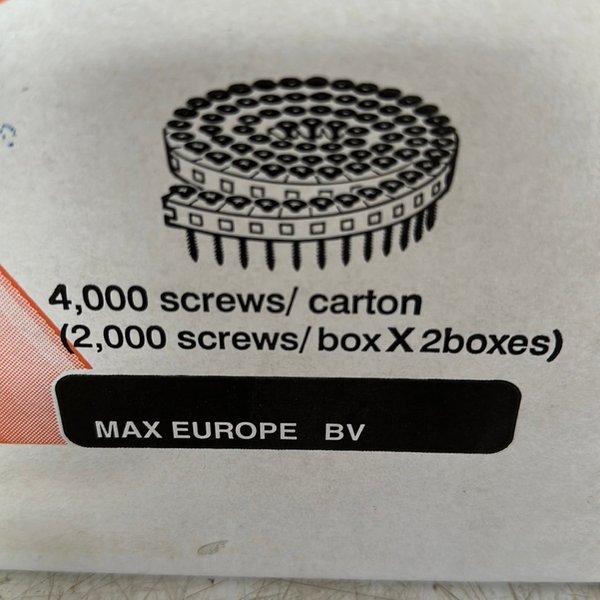 4,000 screws/ carton
(2,000 screws/box X 2boxes)
MAX EUROPE BV